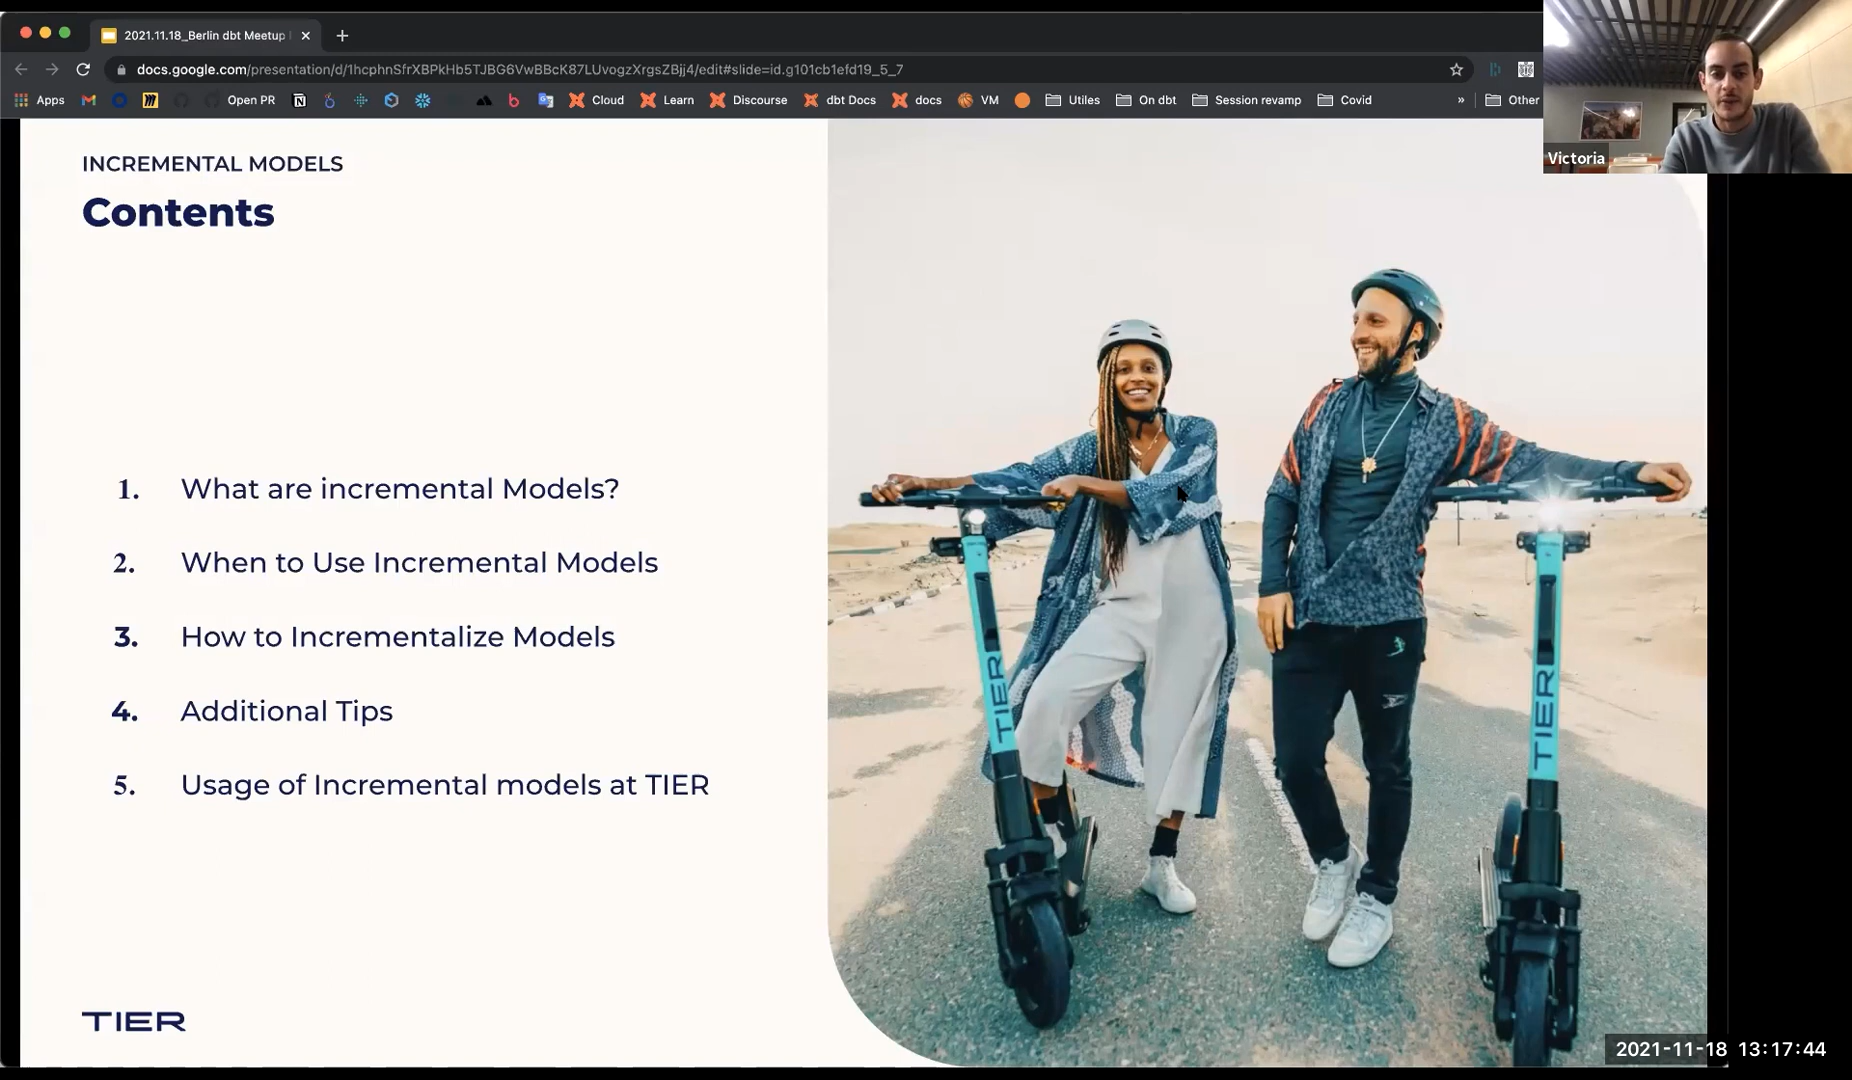 2021.11.18_Berlin dbt Meetup
docs.google.com/presentation/d/1hcphnSfrXBPkHb5TJBG6VwBBcK87LUvogzXrgsZBjj4/edit#slide=id.g101cb1efd19_5_7
Apps Open PR Cloud Learn Discourse dbt Docs docs VM Utiles On dbt Session revamp Covid » Other
Victoria
INCREMENTAL MODELS
Contents
1. What are incremental Models?
2. When to Use Incremental Models
3. How to Incrementalize Models
4. Additional Tips
5. Usage of Incremental models at TIER
TIER
TIER
TIER
2021-11-18 13:17:44